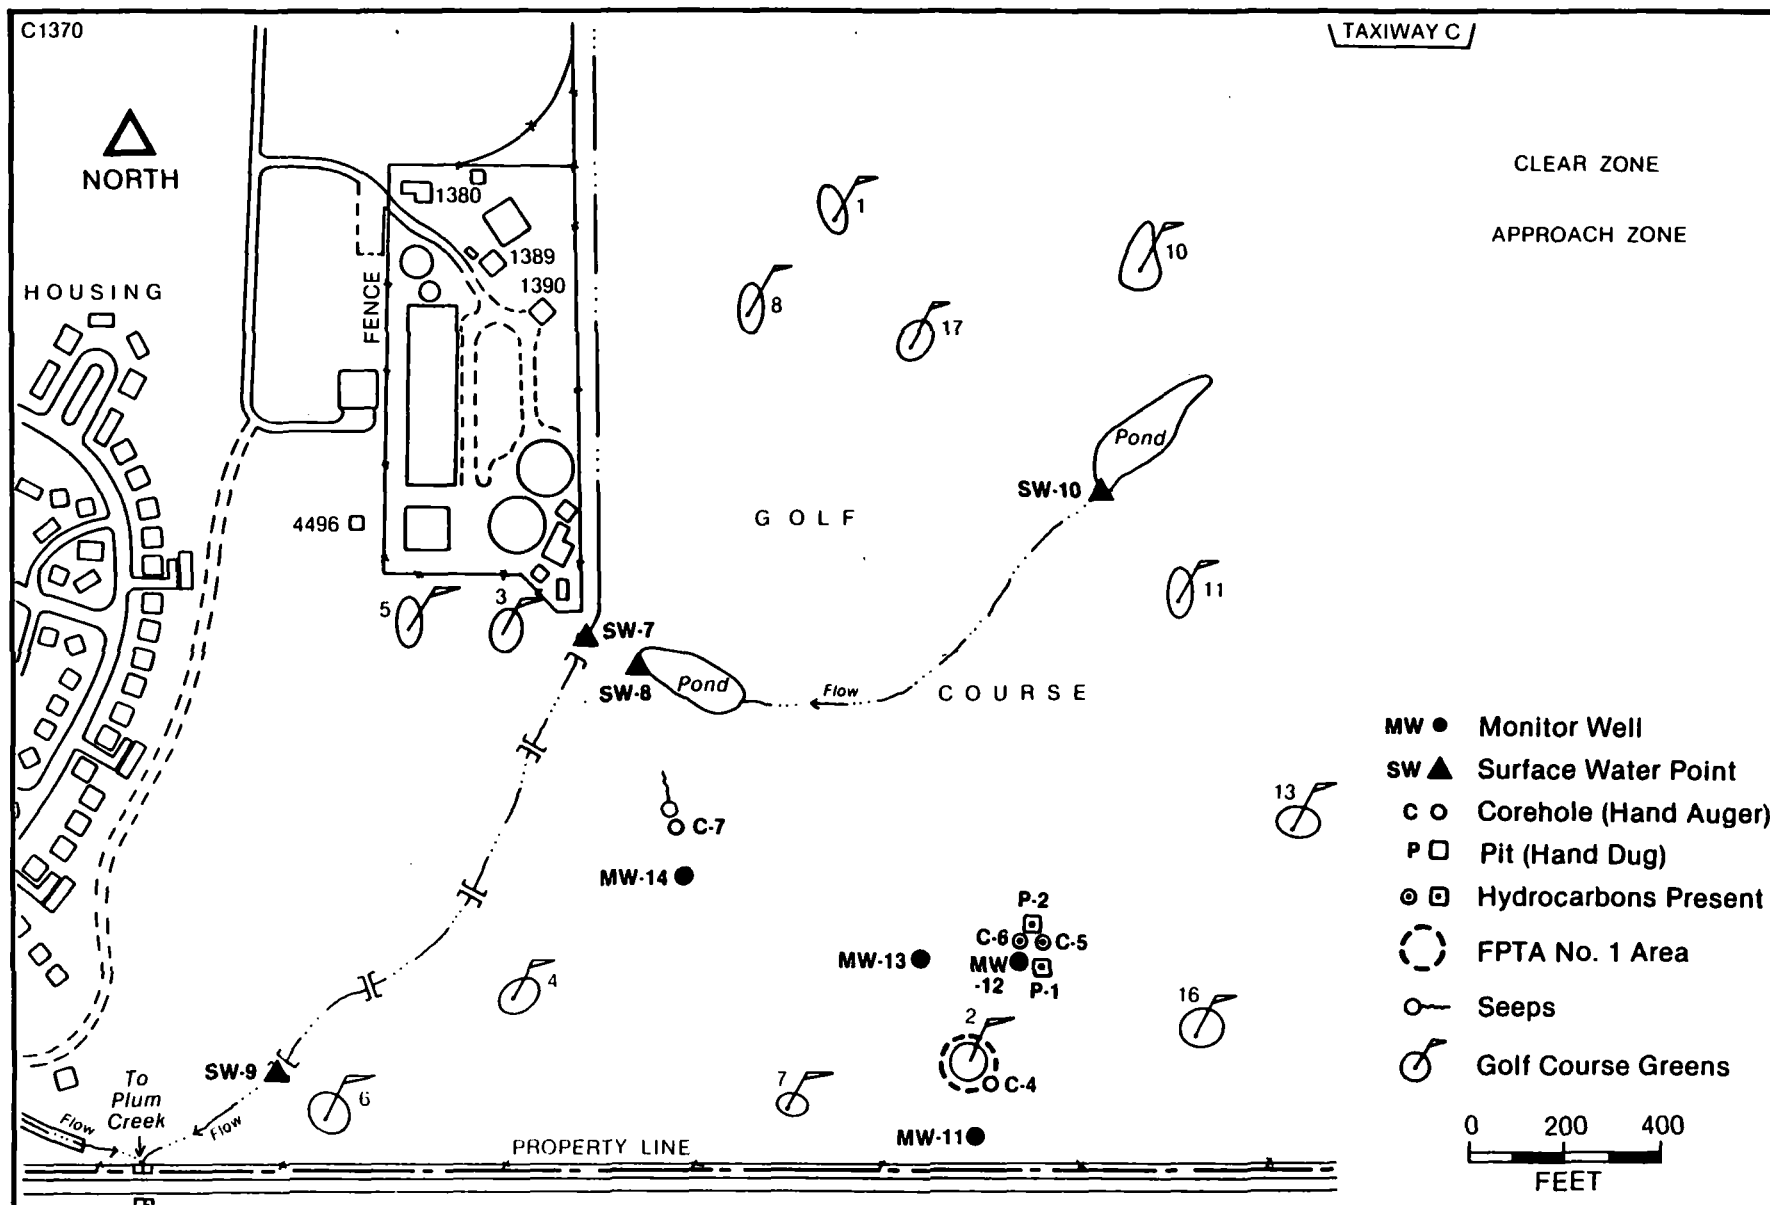 C1370
TAXIWAY C
NORTH
CLEAR ZONE
APPROACH ZONE
1380
1389
1390
FENCE
HOUSING
1
8
17
10
Pond
SW-10
4496
GOLF
11
5
3
SW-7
SW-8
Pond
Flow
COURSE
C-7
MW-14
13
P-2
C-6
C-5
MW-13
MW
-12
P-1
4
16
2
C-4
SW-9
6
7
To
Plum
Creek
Flow
Flow
MW-11
PROPERTY LINE
MW Monitor Well
SW Surface Water Point
C Corehole (Hand Auger)
P Pit (Hand Dug)
Hydrocarbons Present
FPTA No. 1 Area
Seeps
Golf Course Greens
0 200 400
FEET